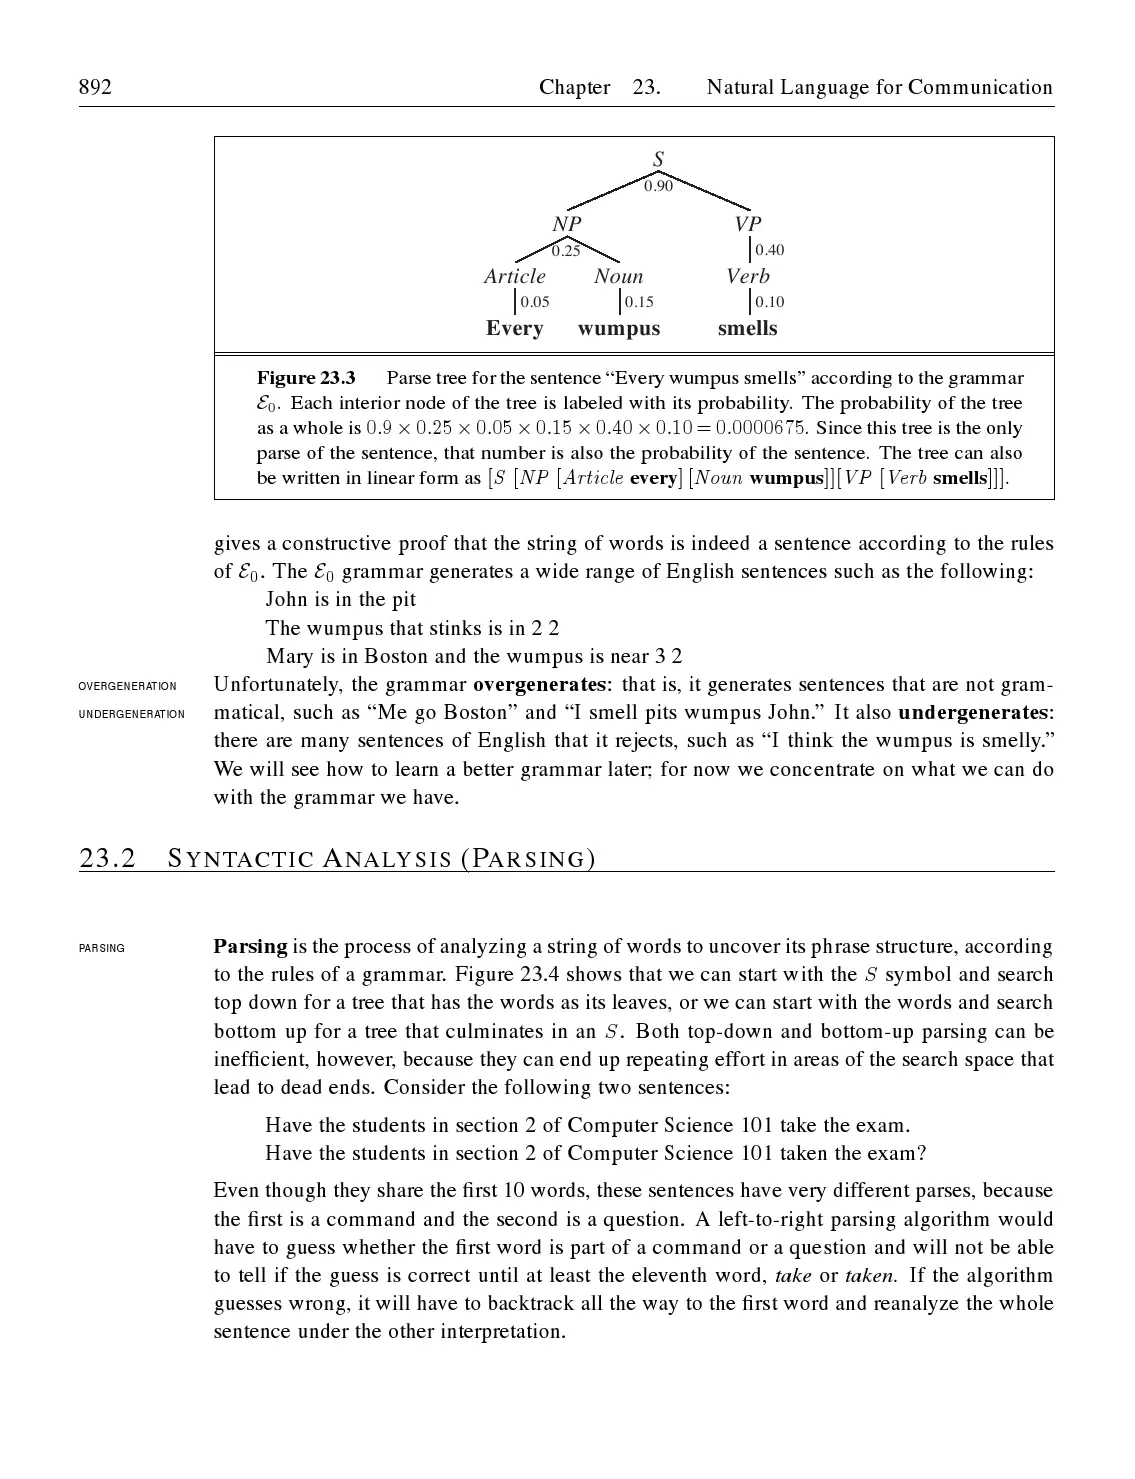 892 Chapter 23. Natural Language for Communication
S
0.90
NP VP
0.25 0.40
Article Noun Verb
0.05 0.15 0.10
Every wumpus smells
Figure 23.3 Parse tree for the sentence “Every wumpus smells” according to the grammar
ℰ₀. Each interior node of the tree is labeled with its probability. The probability of the tree
as a whole is 0.9 × 0.25 × 0.05 × 0.15 × 0.40 × 0.10 = 0.0000675. Since this tree is the only
parse of the sentence, that number is also the probability of the sentence. The tree can also
be written in linear form as [S [NP [Article every] [Noun wumpus]][VP [Verb smells]]].
gives a constructive proof that the string of words is indeed a sentence according to the rules
of ℰ₀. The ℰ₀ grammar generates a wide range of English sentences such as the following:
John is in the pit
The wumpus that stinks is in 2 2
Mary is in Boston and the wumpus is near 3 2
OVERGENERATION Unfortunately, the grammar overgenerates: that is, it generates sentences that are not gram-
UNDERGENERATION matical, such as “Me go Boston” and “I smell pits wumpus John.” It also undergenerates:
there are many sentences of English that it rejects, such as “I think the wumpus is smelly.”
We will see how to learn a better grammar later; for now we concentrate on what we can do
with the grammar we have.
23.2 SYNTACTIC ANALYSIS (PARSING)
PARSING Parsing is the process of analyzing a string of words to uncover its phrase structure, according
to the rules of a grammar. Figure 23.4 shows that we can start with the S symbol and search
top down for a tree that has the words as its leaves, or we can start with the words and search
bottom up for a tree that culminates in an S. Both top-down and bottom-up parsing can be
inefficient, however, because they can end up repeating effort in areas of the search space that
lead to dead ends. Consider the following two sentences:
Have the students in section 2 of Computer Science 101 take the exam.
Have the students in section 2 of Computer Science 101 taken the exam?
Even though they share the first 10 words, these sentences have very different parses, because
the first is a command and the second is a question. A left-to-right parsing algorithm would
have to guess whether the first word is part of a command or a question and will not be able
to tell if the guess is correct until at least the eleventh word, take or taken. If the algorithm
guesses wrong, it will have to backtrack all the way to the first word and reanalyze the whole
sentence under the other interpretation.